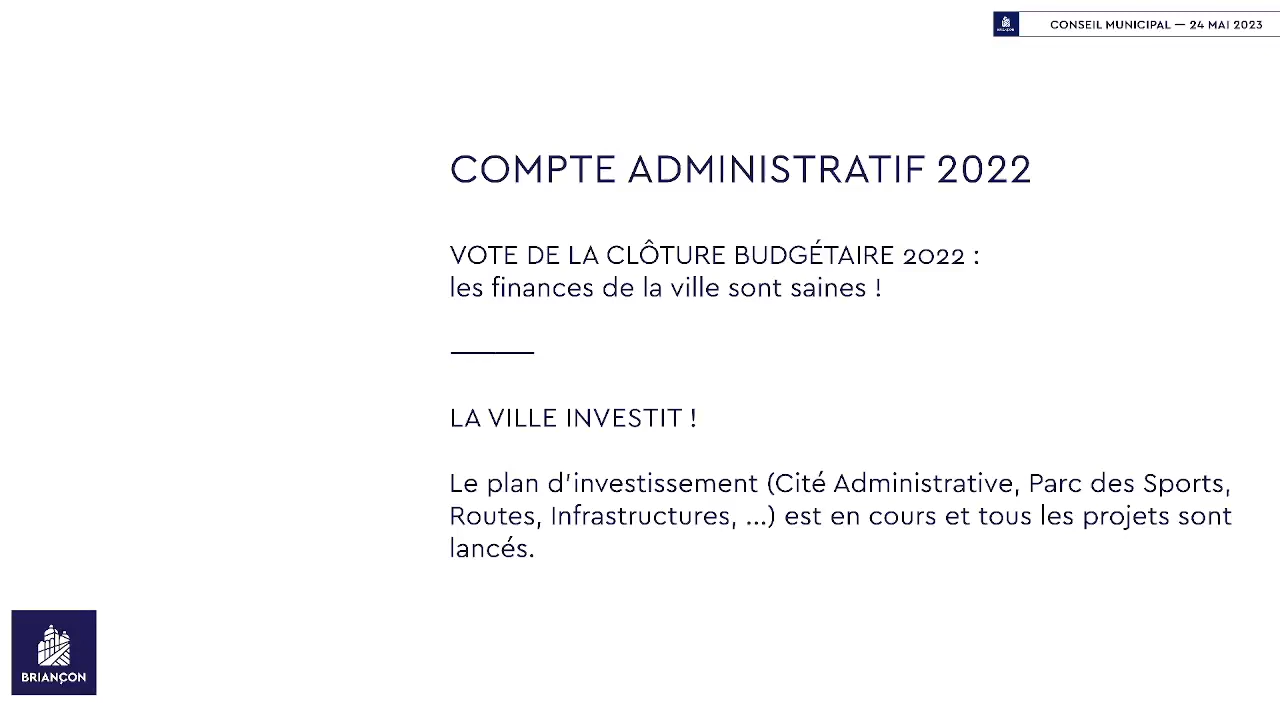 CONSEIL MUNICIPAL — 24 MAI 2023
COMPTE ADMINISTRATIF 2022
VOTE DE LA CLÔTURE BUDGÉTAIRE 2022 :
les finances de la ville sont saines !
LA VILLE INVESTIT !
Le plan d'investissement (Cité Administrative, Parc des Sports,
Routes, Infrastructures, ...) est en cours et tous les projets sont
lancés.
BRIANÇON